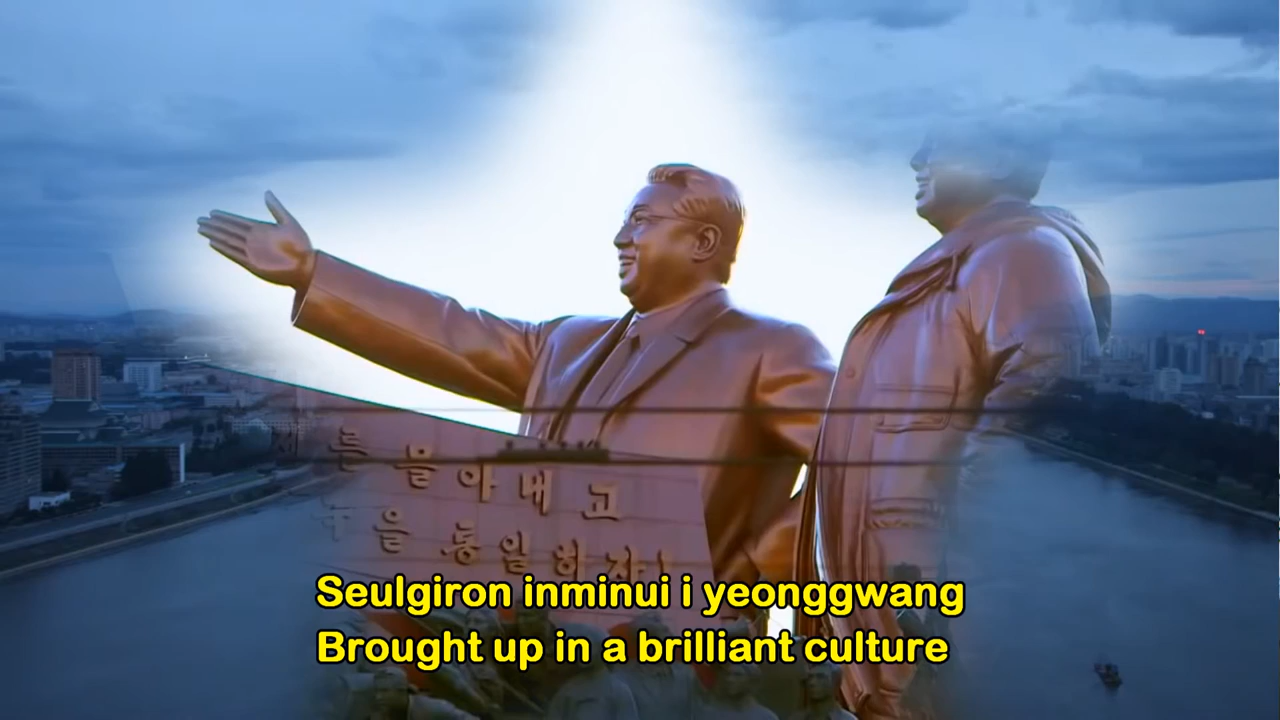 몰아내고
통일하자!
Seulgiron inminui i yeonggwang
Brought up in a brilliant culture